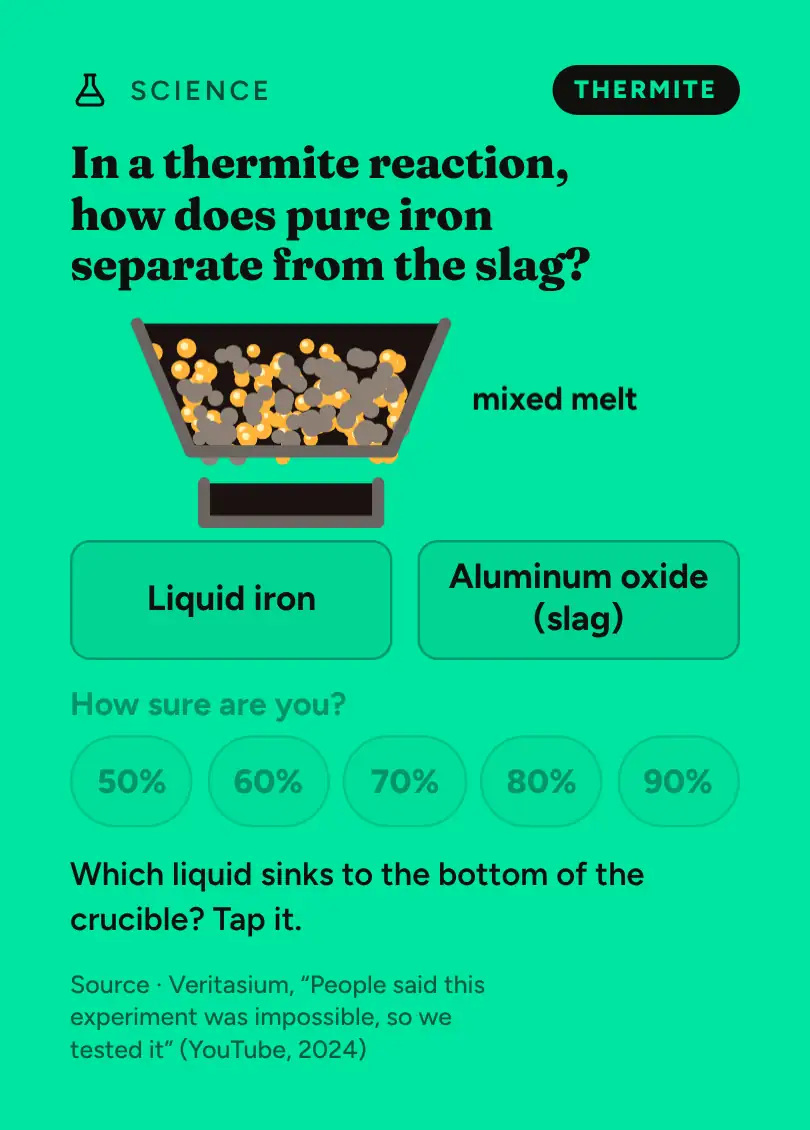 SCIENCE
THERMITE
In a thermite reaction,
how does pure iron
separate from the slag?
mixed melt
Liquid iron
Aluminum oxide
(slag)
How sure are you?
50%
60%
70%
80%
90%
Which liquid sinks to the bottom of the
crucible? Tap it.
Source · Veritasium, “People said this
experiment was impossible, so we
tested it” (YouTube, 2024)